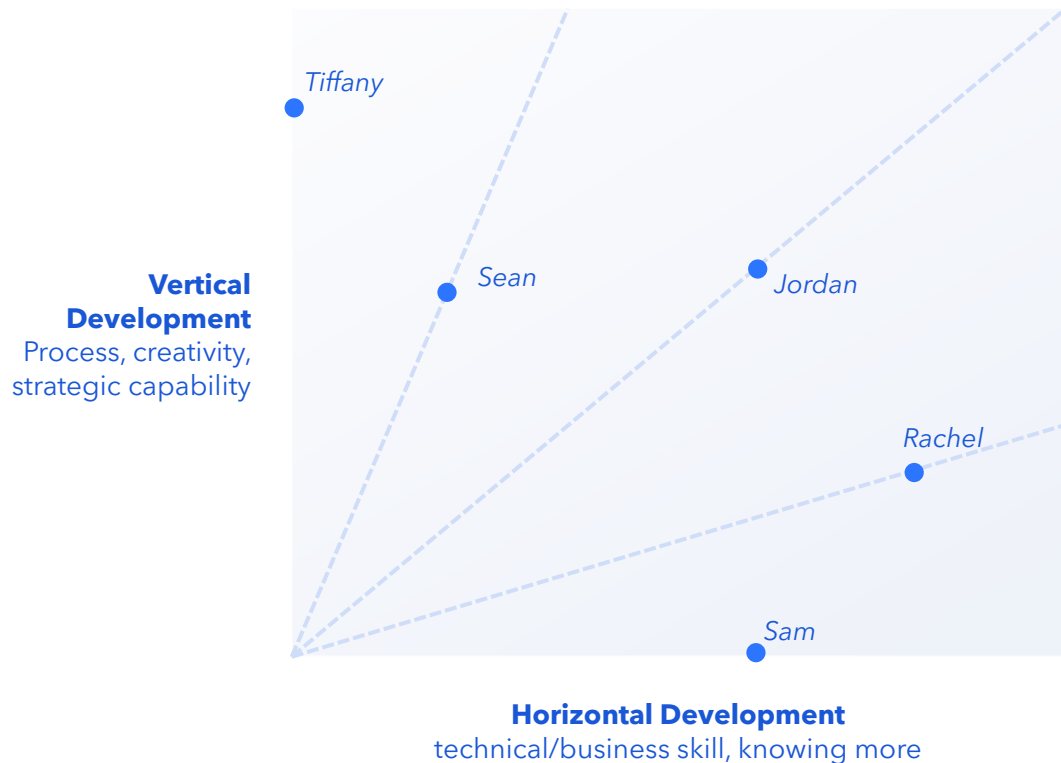 Tiffany
Sean
Jordan
Vertical
Development
Process, creativity,
strategic capability
Rachel
Sam
Horizontal Development
technical/business skill, knowing more